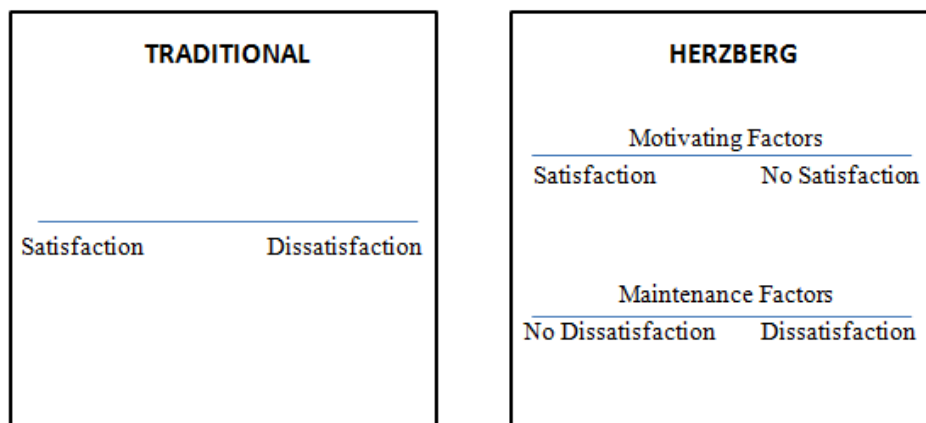 TRADITIONAL
Satisfaction Dissatisfaction
HERZBERG
Motivating Factors
Satisfaction No Satisfaction
Maintenance Factors
No Dissatisfaction Dissatisfaction